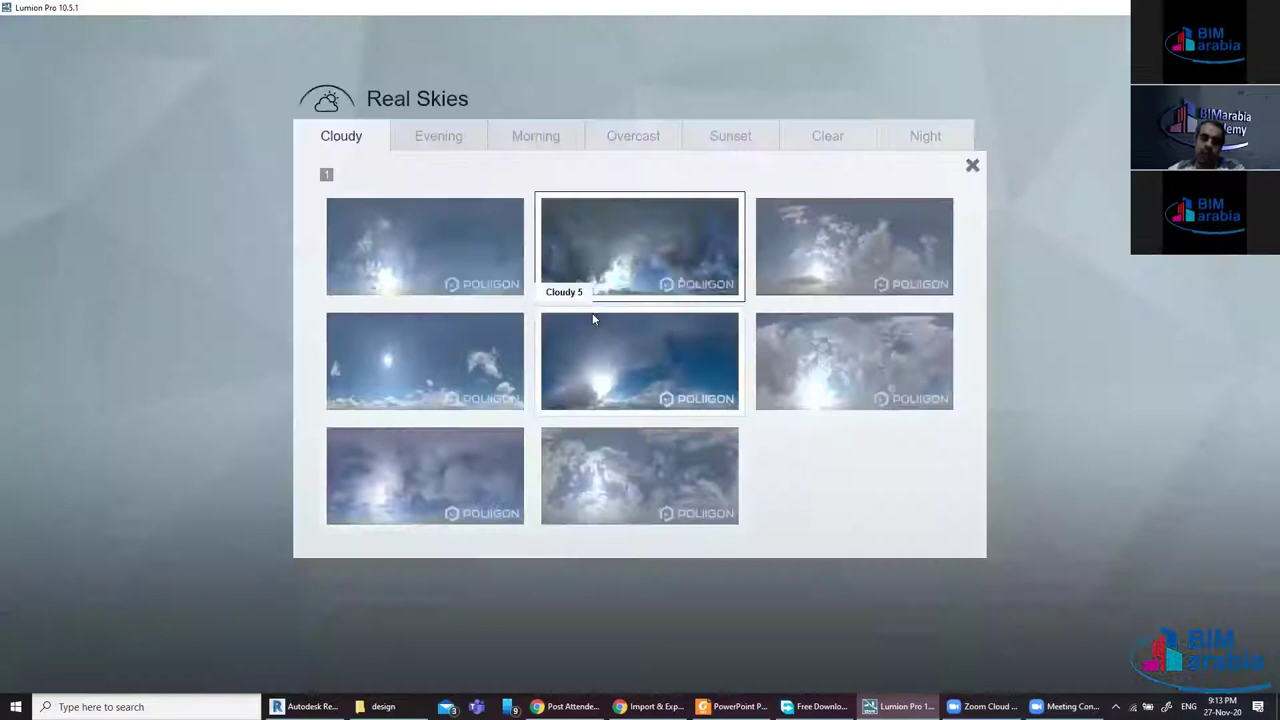 Lumion Pro 10.5.1
Real Skies
Cloudy
Evening
Morning
Overcast
Sunset
Clear
Night
1
POLIIGON
POLIIGON
POLIIGON
Cloudy 5
POLIIGON
POLIIGON
POLIIGON
POLIIGON
POLIIGON
BIM
arabia
BIMarabia
BIM
arabia
BIM
arabia
Type here to search
Autodesk Re...
design
3
9
Post Attende...
Import & Exp...
PowerPoint P...
Free Downlo...
Lumion Pro 1...
Zoom Cloud ...
Meeting Con...
ENG
9:13 PM
27-Nov-20